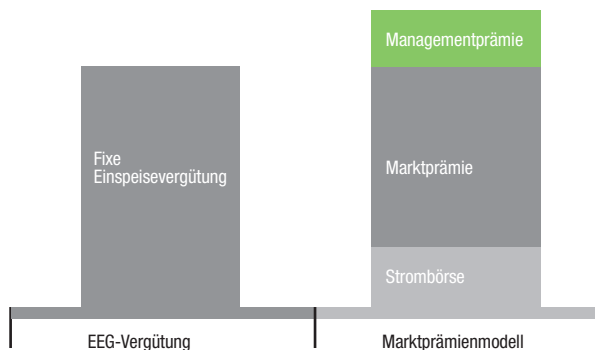 Managementprämie
Fixe
Einspeisevergütung
Marktprämie
Strombörse
EEG-Vergütung
Marktprämienmodell